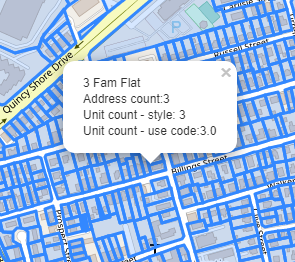 Russell Street
Quincy Shore Drive
×
3 Fam Flat
Address count:3
Unit count - style: 3
Unit count - use code:3.0
Billings Street
P